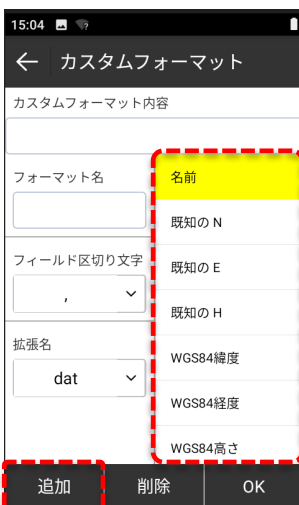 15:04
← カスタムフォーマット
カスタムフォーマット内容
フォーマット名
フィールド区切り文字
,
拡張名
dat
名前
既知の N
既知の E
既知の H
WGS84緯度
WGS84経度
WGS84高さ
追加
削除
OK